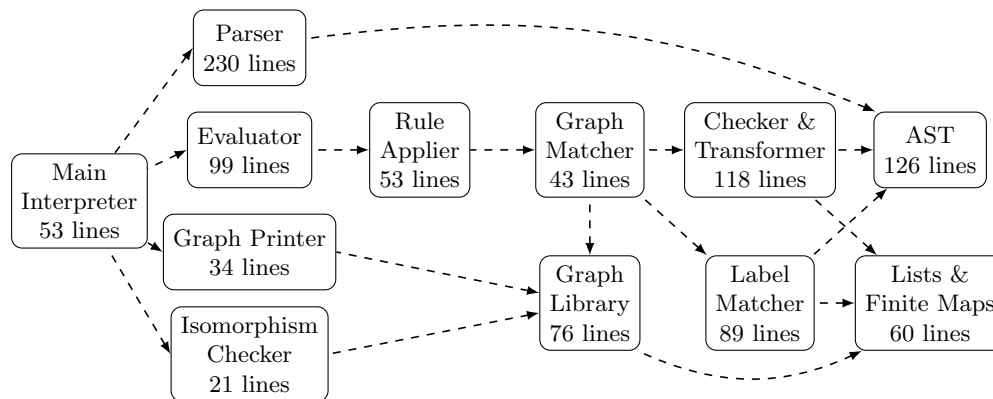 Parser
230 lines
Main
Interpreter
53 lines
Evaluator
99 lines
Rule
Applier
53 lines
Graph
Matcher
43 lines
Checker &
Transformer
118 lines
AST
126 lines
Graph Printer
34 lines
Isomorphism
Checker
21 lines
Graph
Library
76 lines
Label
Matcher
89 lines
Lists &
Finite Maps
60 lines